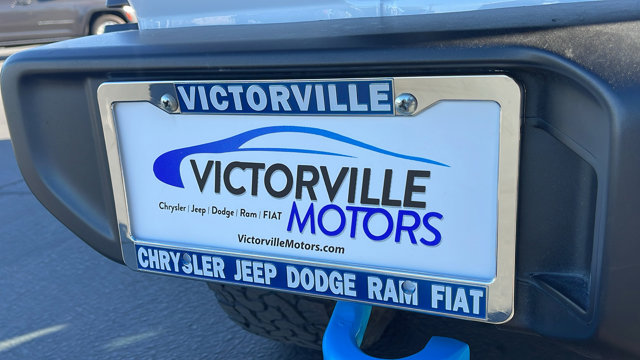 VICTORVILLE
VICTORVILLE
Chrysler | Jeep | Dodge | Ram | FIAT
MOTORS
VictorvilleMotors.com
CHRYSLER JEEP DODGE RAM FIAT